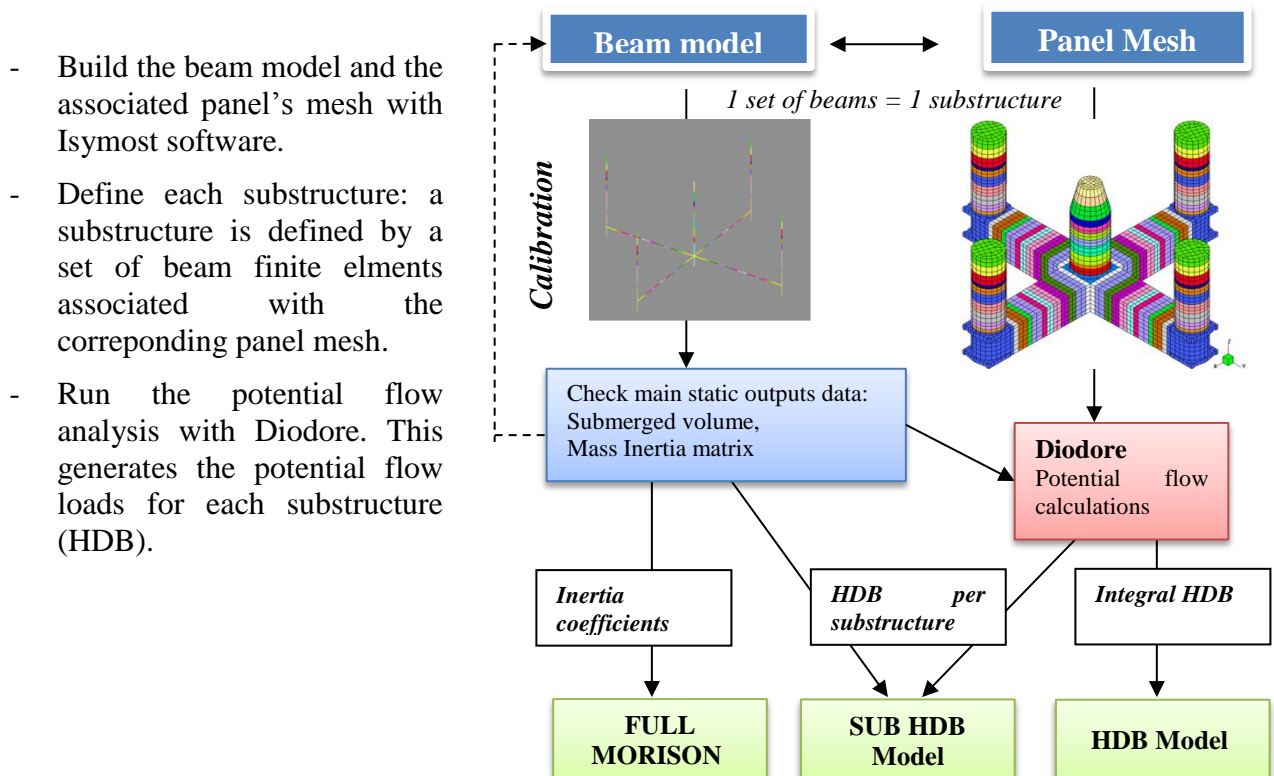 - Build the beam model and the
associated panel's mesh with
Isymost software.
- Define each substructure: a
substructure is defined by a
set of beam finite elments
associated with the
correponding panel mesh.
- Run the potential flow
analysis with Diodore. This
generates the potential flow
loads for each substructure
(HDB).
Beam model
Panel Mesh
1 set of beams = 1 substructure
Calibration
Check main static outputs data:
Submerged volume,
Mass Inertia matrix
Diodore
Potential flow
calculations
Inertia
coefficients
HDB per
substructure
Integral HDB
FULL
MORISON
SUB HDB
Model
HDB Model